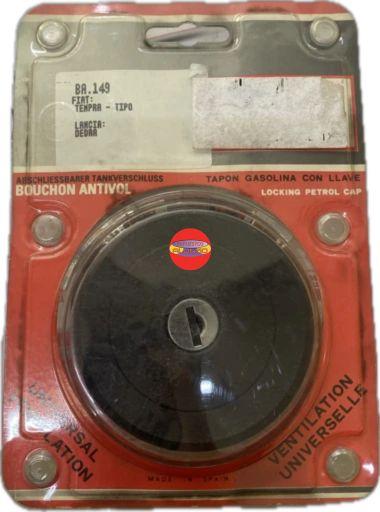 BA.149
FIAT:
TEMPRA - TIPO
LANCIA:
DEDRA
ABSCHLIESSBARER TANKVERSCHLUSS
BOUCHON ANTIVOL
TAPON GASOLINA CON LLAVE
LOCKING PETROL CAP
VENTILATION
UNIVERSELLE
MADE IN SPAIN